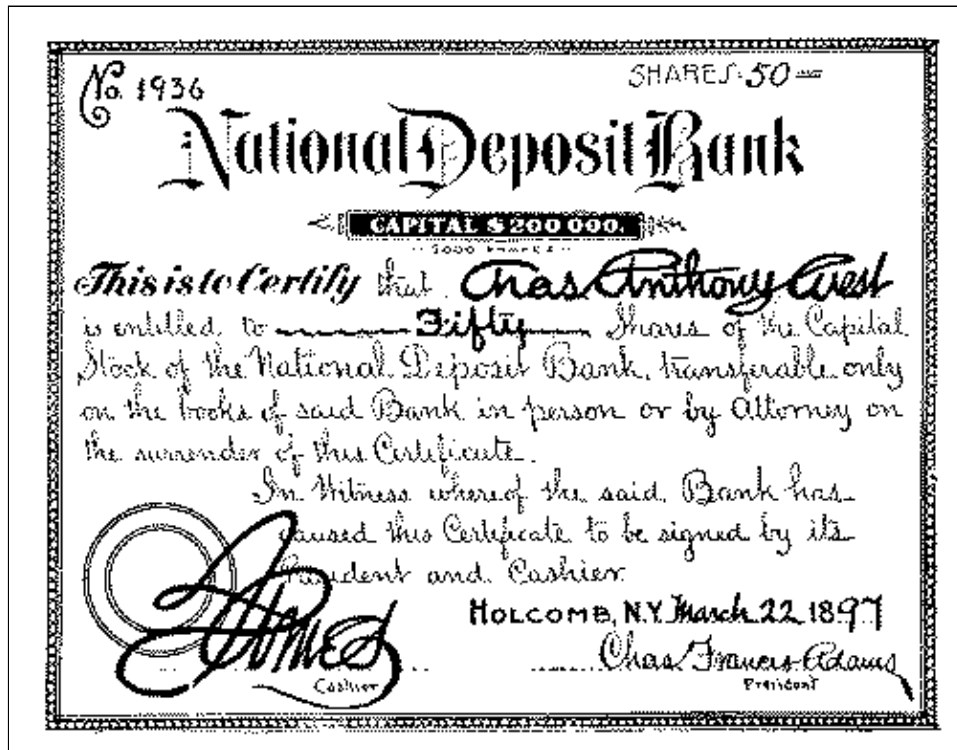 No. 1936
SHARES 50
National Deposit Bank
CAPITAL $200 000.
This is to Certify that Chas Anthony West
is entitled to Fifty Shares of the Capital
Stock of the National Deposit Bank, transferable only
on the books of said Bank in person or by Attorney on
the surrender of this Certificate.
In Witness whereof the said Bank has
caused this Certificate to be signed by its
President and Cashier
HOLCOMB, N.Y. March 22 1897
Chas Francis Adams
Cashier
President